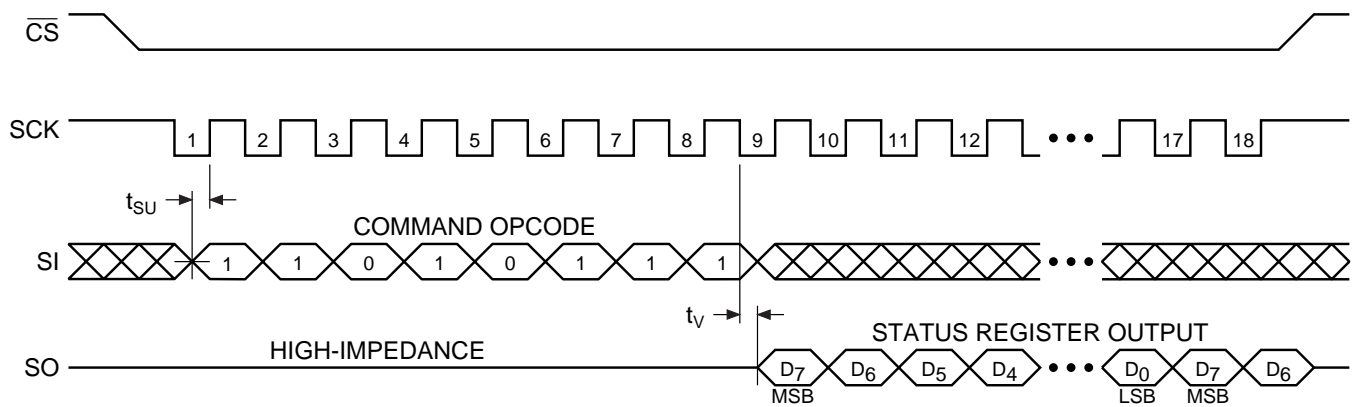 CS
SCK 1 2 3 4 5 6 7 8 9 10 11 12 ••• 17 18
tSU
COMMAND OPCODE
SI 1 1 0 1 0 1 1 1 •••
tV
HIGH-IMPEDANCE STATUS REGISTER OUTPUT
SO D7 D6 D5 D4 ••• D0 D7 D6
MSB LSB MSB